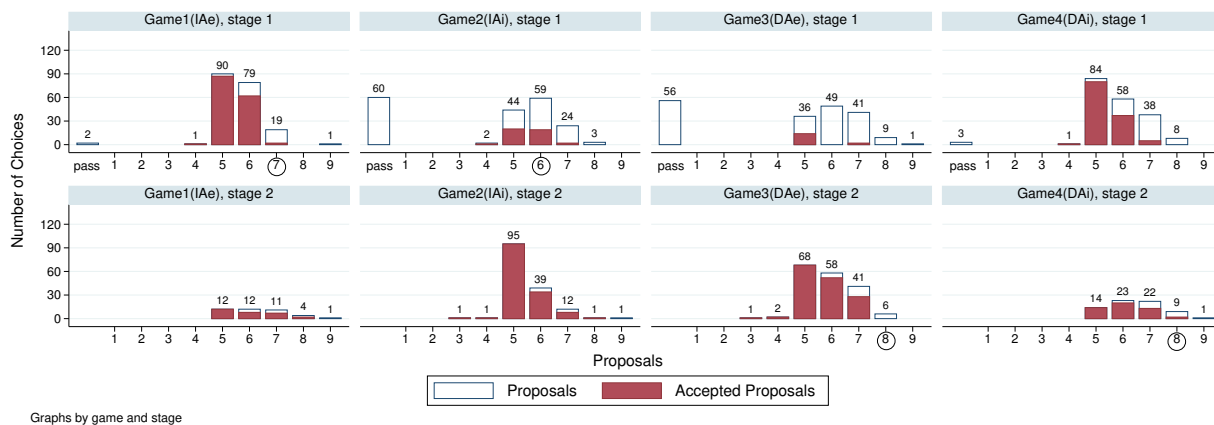 Game1(IAe), stage 1
Game2(IAi), stage 1
Game3(DAe), stage 1
Game4(DAi), stage 1
120
90
60
30
0
2
1
90
79
19
1
60
2
44
59
24
3
56
36
49
41
9
1
3
1
84
58
38
8
pass 1 2 3 4 5 6 7 8 9
pass 1 2 3 4 5 6 7 8 9
pass 1 2 3 4 5 6 7 8 9
pass 1 2 3 4 5 6 7 8 9
Game1(IAe), stage 2
Game2(IAi), stage 2
Game3(DAe), stage 2
Game4(DAi), stage 2
120
90
60
30
0
12
12
11
4
1
1
1
95
39
12
1
1
1
2
68
58
41
6
14
23
22
9
1
1 2 3 4 5 6 7 8 9
1 2 3 4 5 6 7 8 9
1 2 3 4 5 6 7 8 9
1 2 3 4 5 6 7 8 9
Number of Choices
Proposals
Proposals
Accepted Proposals
Graphs by game and stage